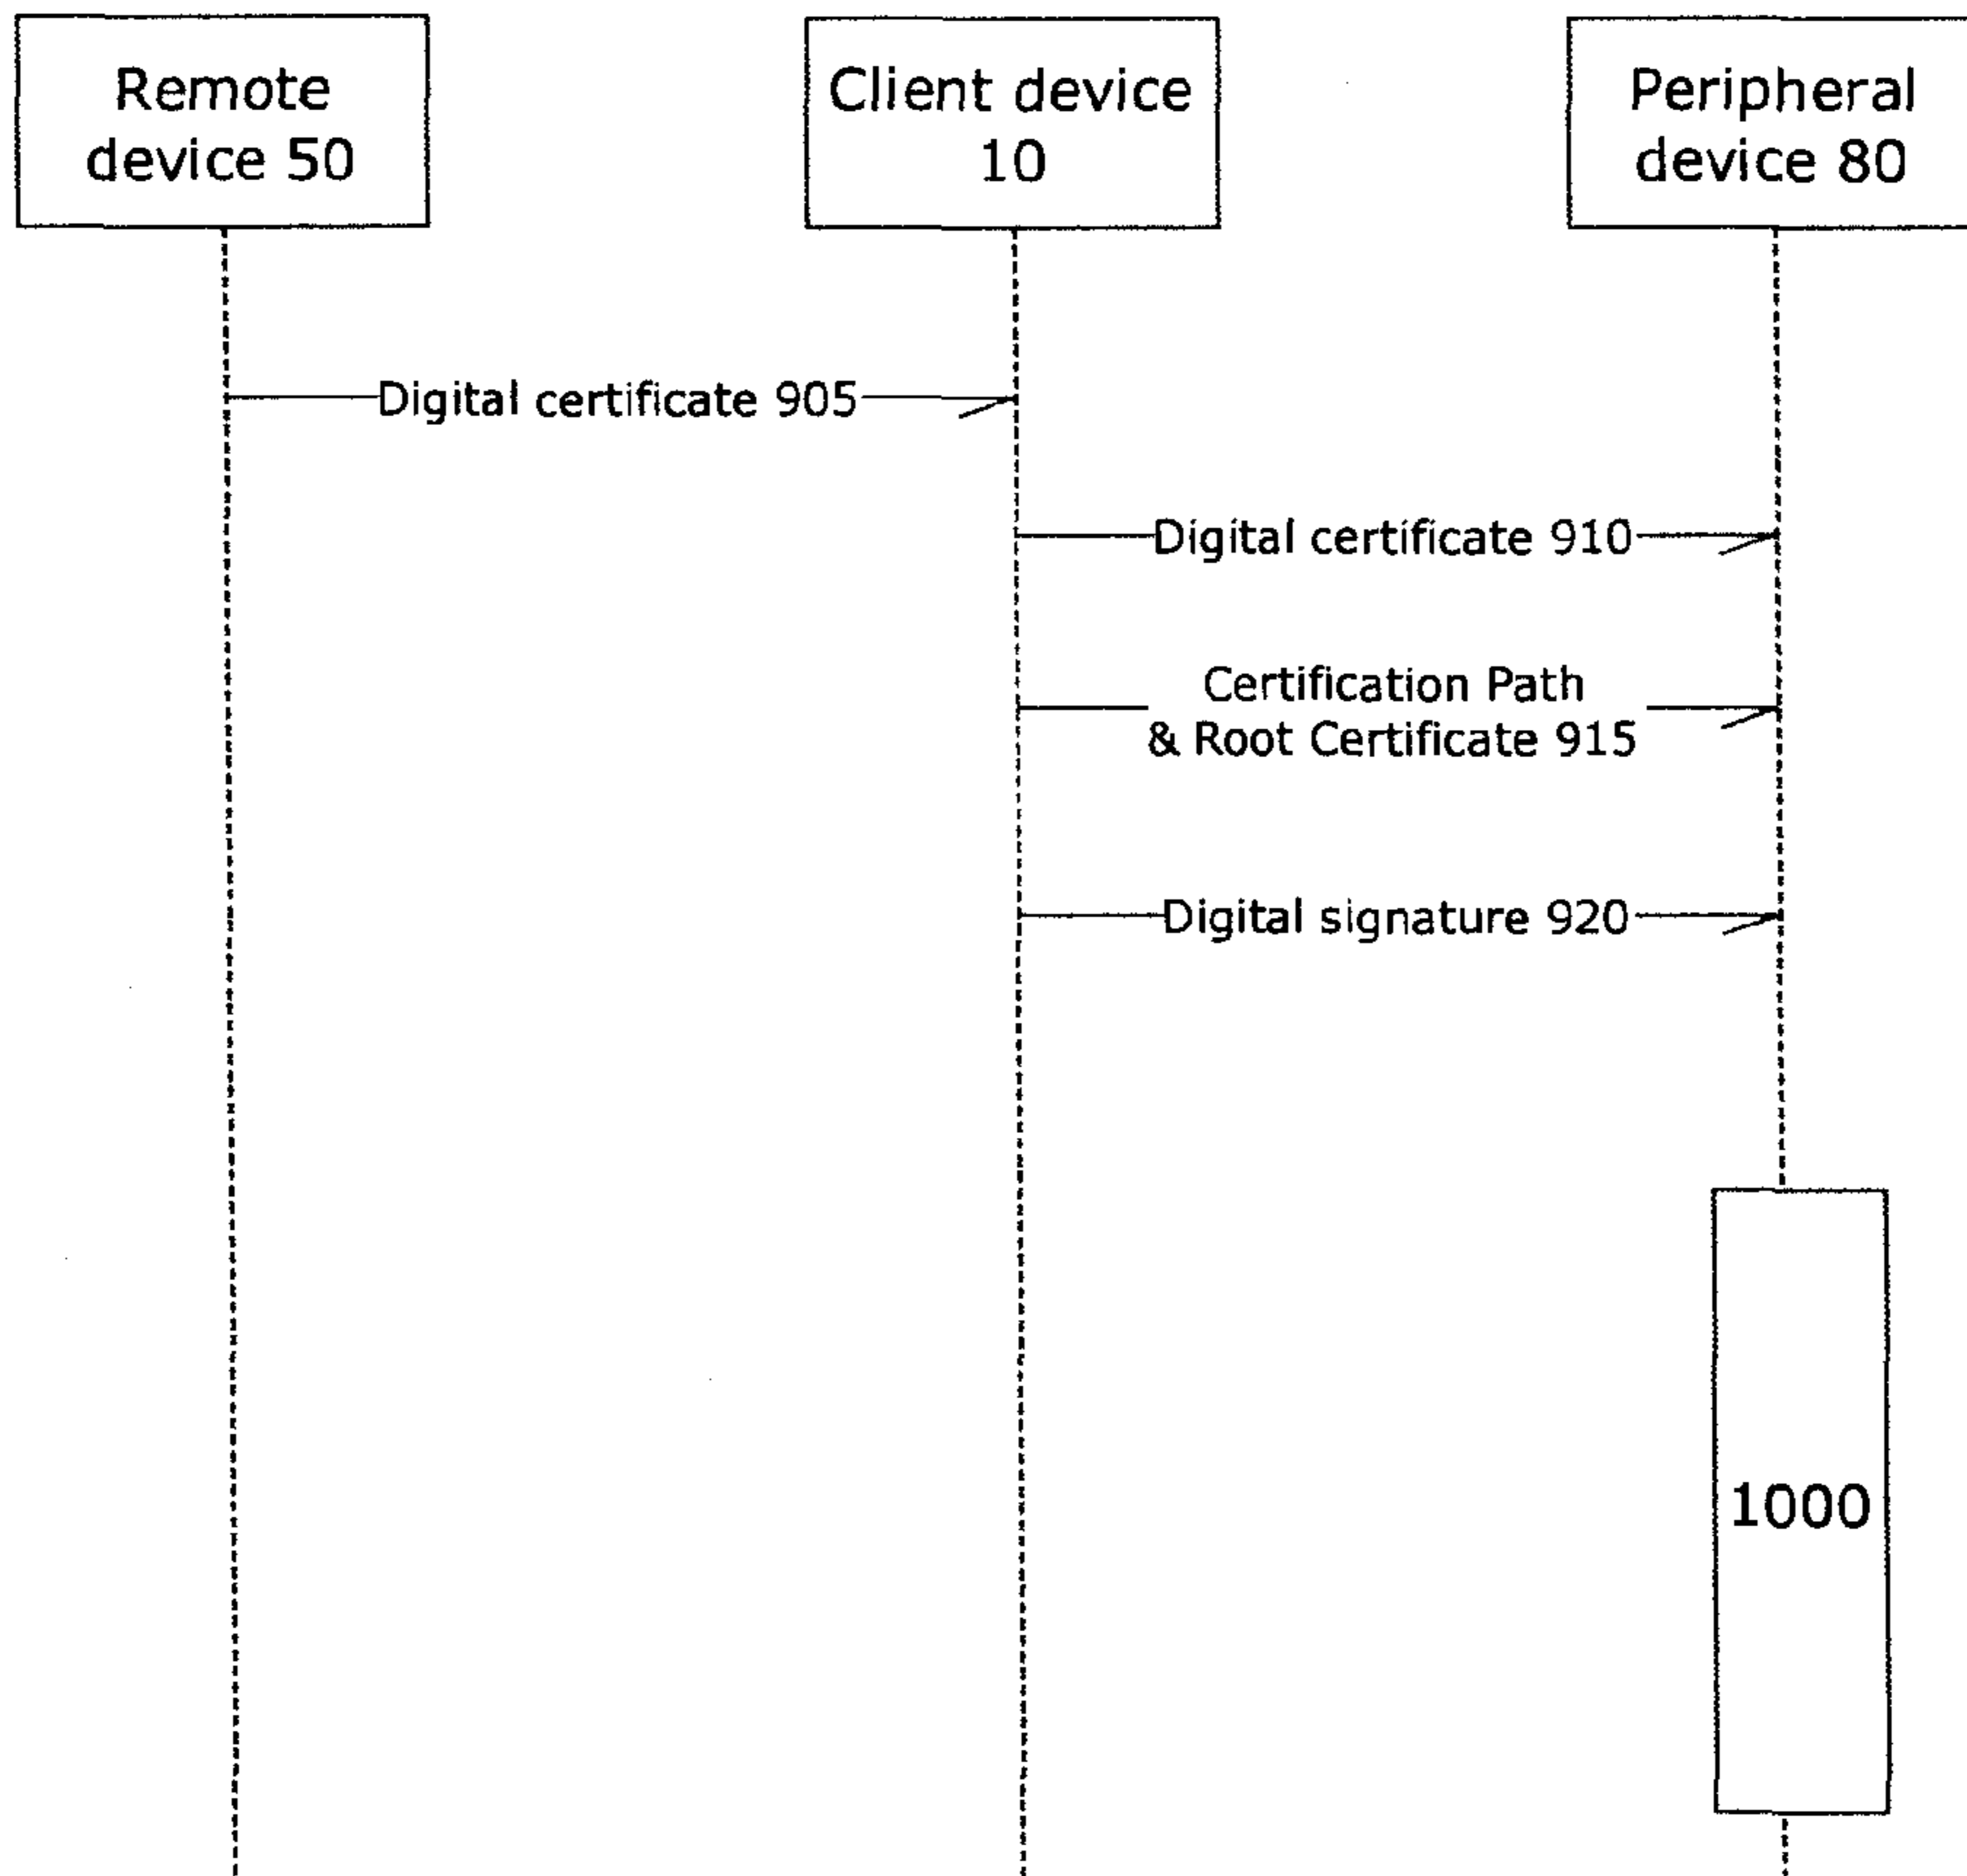 Remote
device 50
Client device
10
Peripheral
device 80
Digital certificate 905
Digital certificate 910
Certification Path
& Root Certificate 915
Digital signature 920
1000